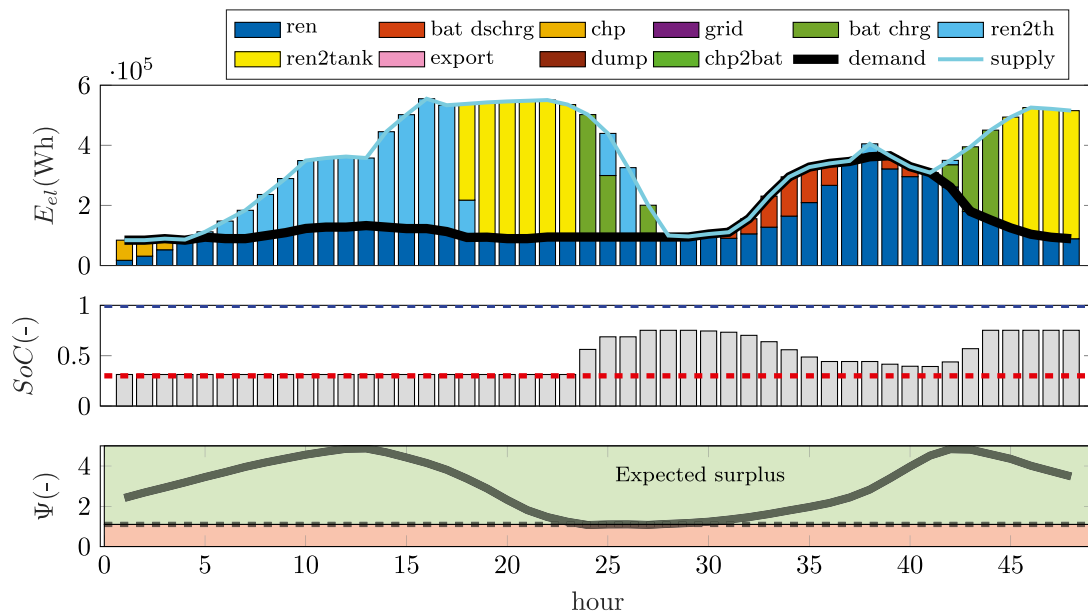 ren bat dschrg chp grid bat chrg ren2th
ren2tank export dump chp2bat demand supply
·10⁵
6
4
2
0
E_el(Wh)
1
0.5
0
SoC(-)
Expected surplus
4
2
0
Ψ(-)
0 5 10 15 20 25 30 35 40 45
hour